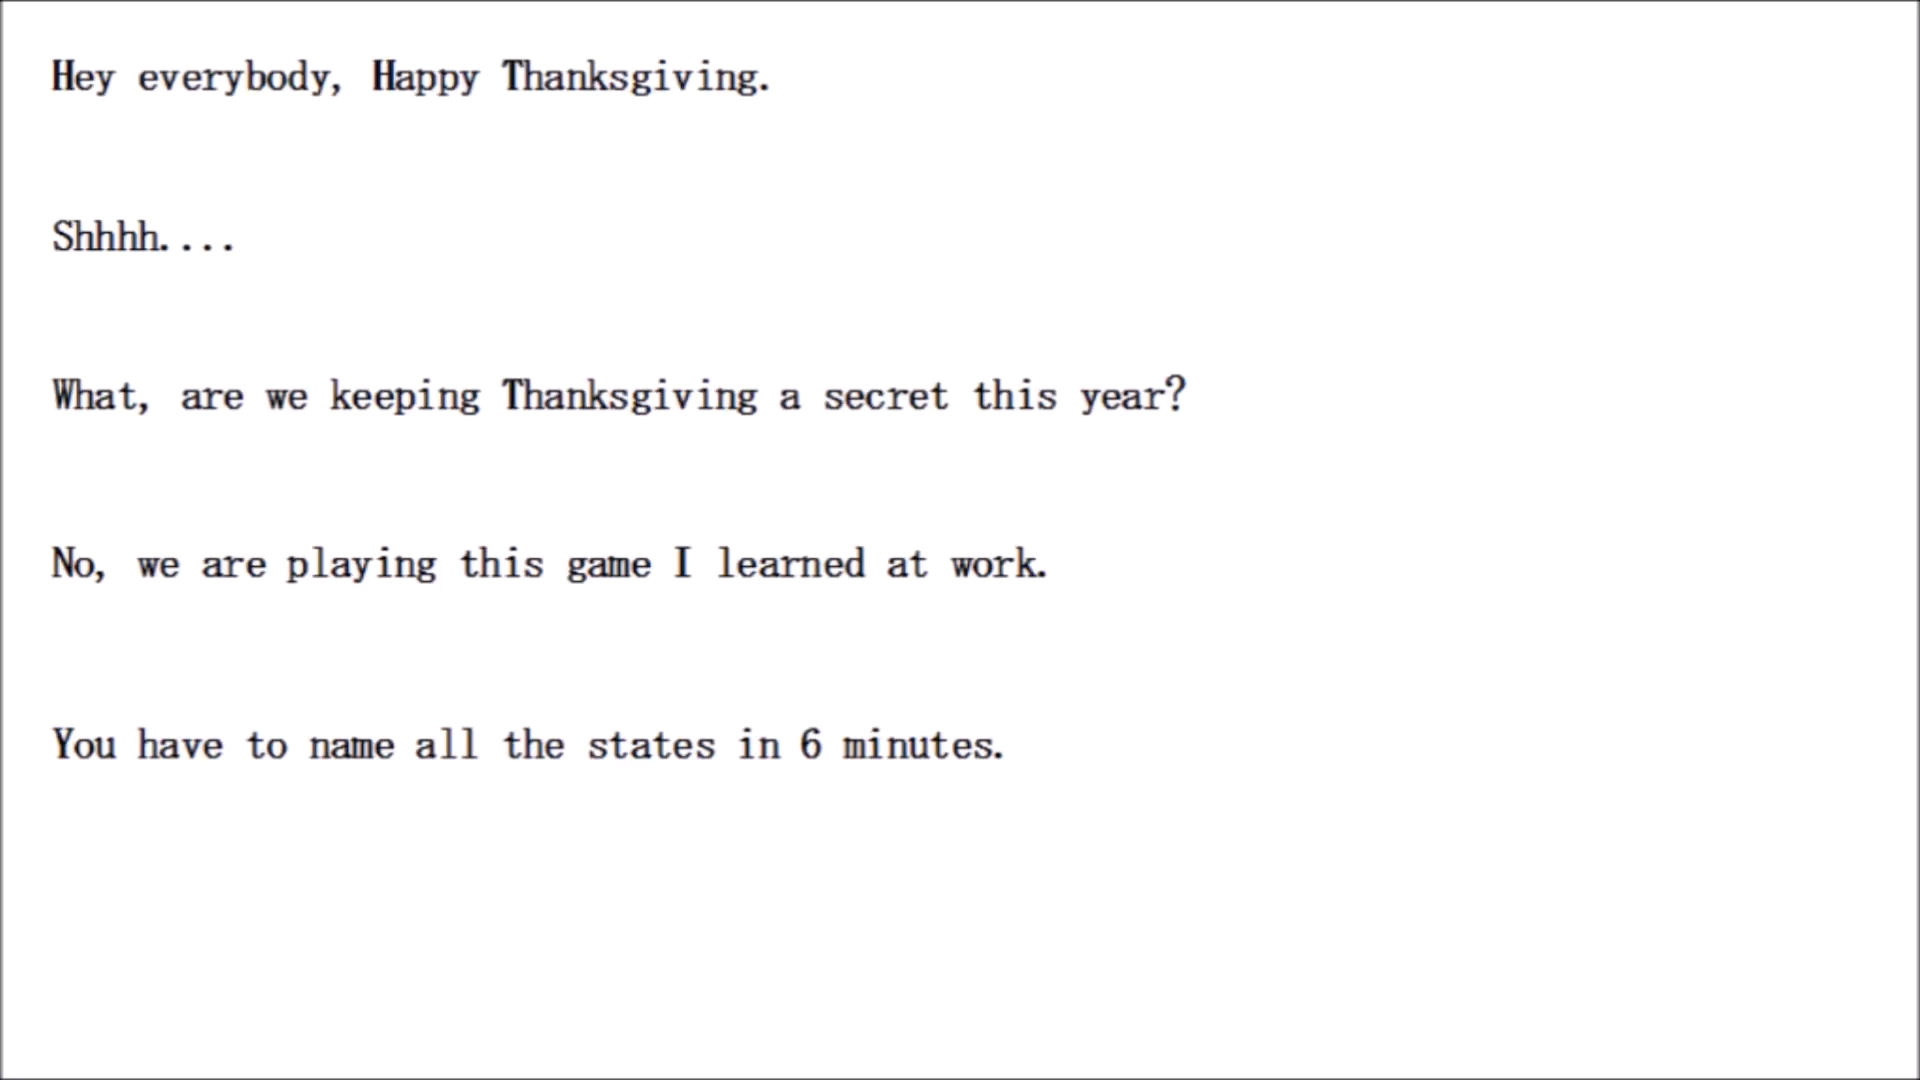 Hey everybody, Happy Thanksgiving.
Shhhh....
What, are we keeping Thanksgiving a secret this year?
No, we are playing this game I learned at work.
You have to name all the states in 6 minutes.